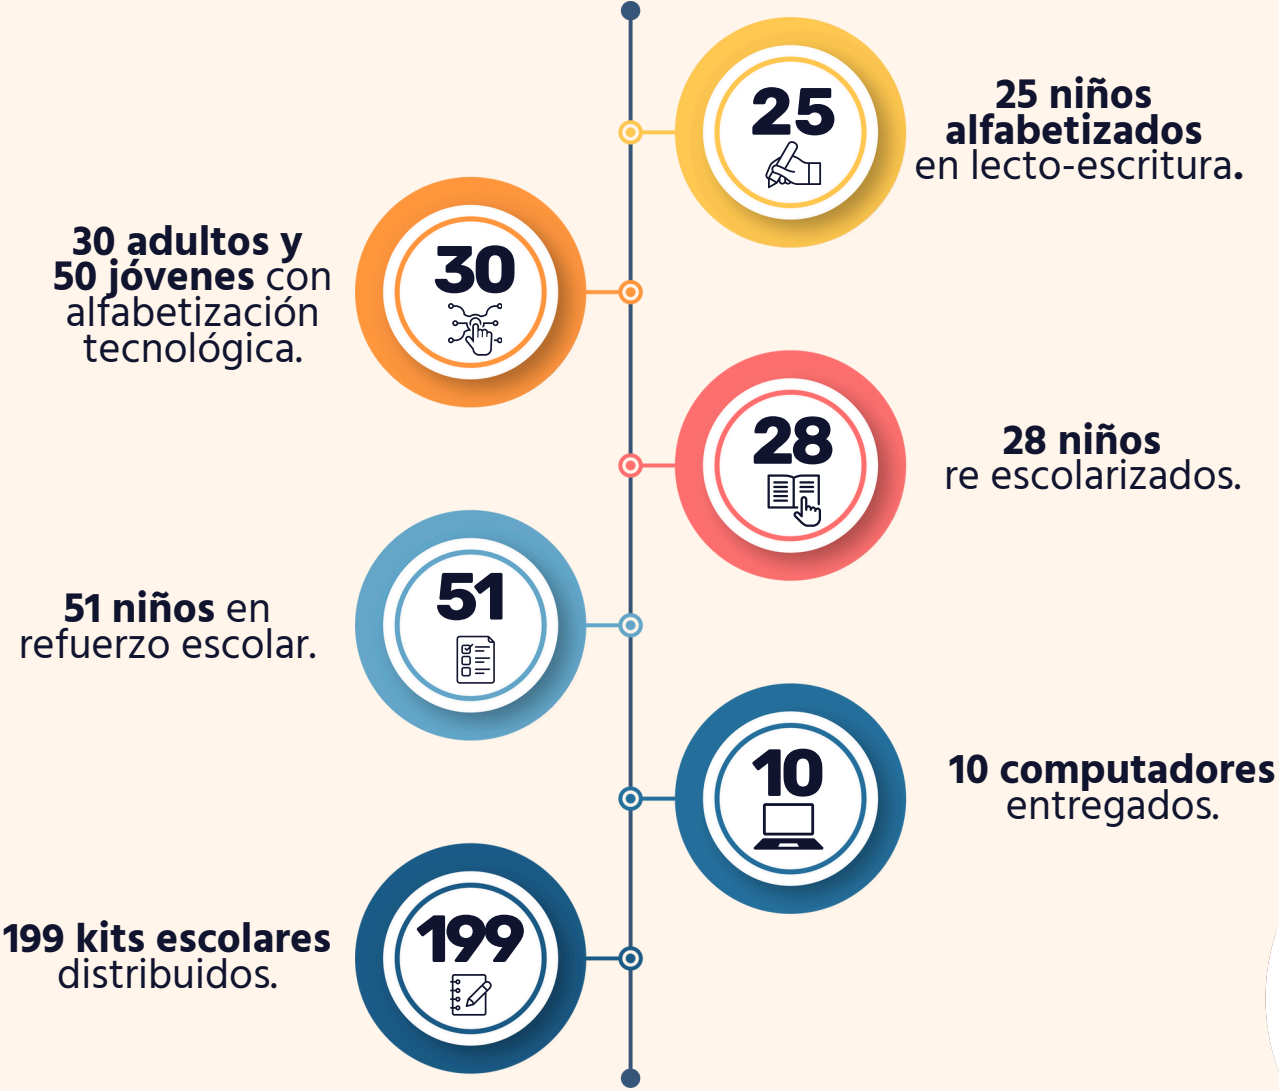 25
25 niños
alfabetizados
en lecto-escritura.
30 adultos y
50 jóvenes con
alfabetización
tecnológica.
30
28
28 niños
re escolarizados.
51 niños en
refuerzo escolar.
51
10
10 computadores
entregados.
199 kits escolares
distribuidos.
199